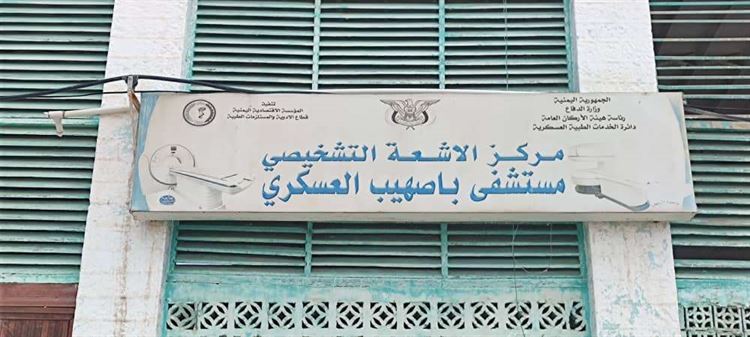 الجمهورية اليمنية
وزارة الدفاع
رئاسة هيئة الأركان العامة
دائرة الخدمات الطبية العسكرية
تنفيذ
المؤسسة الاقتصادية اليمنية
قطاع الادوية والمستلزمات الطبية
مركز الاشعة التشخيصي
مستشفى باصهيب العسكري